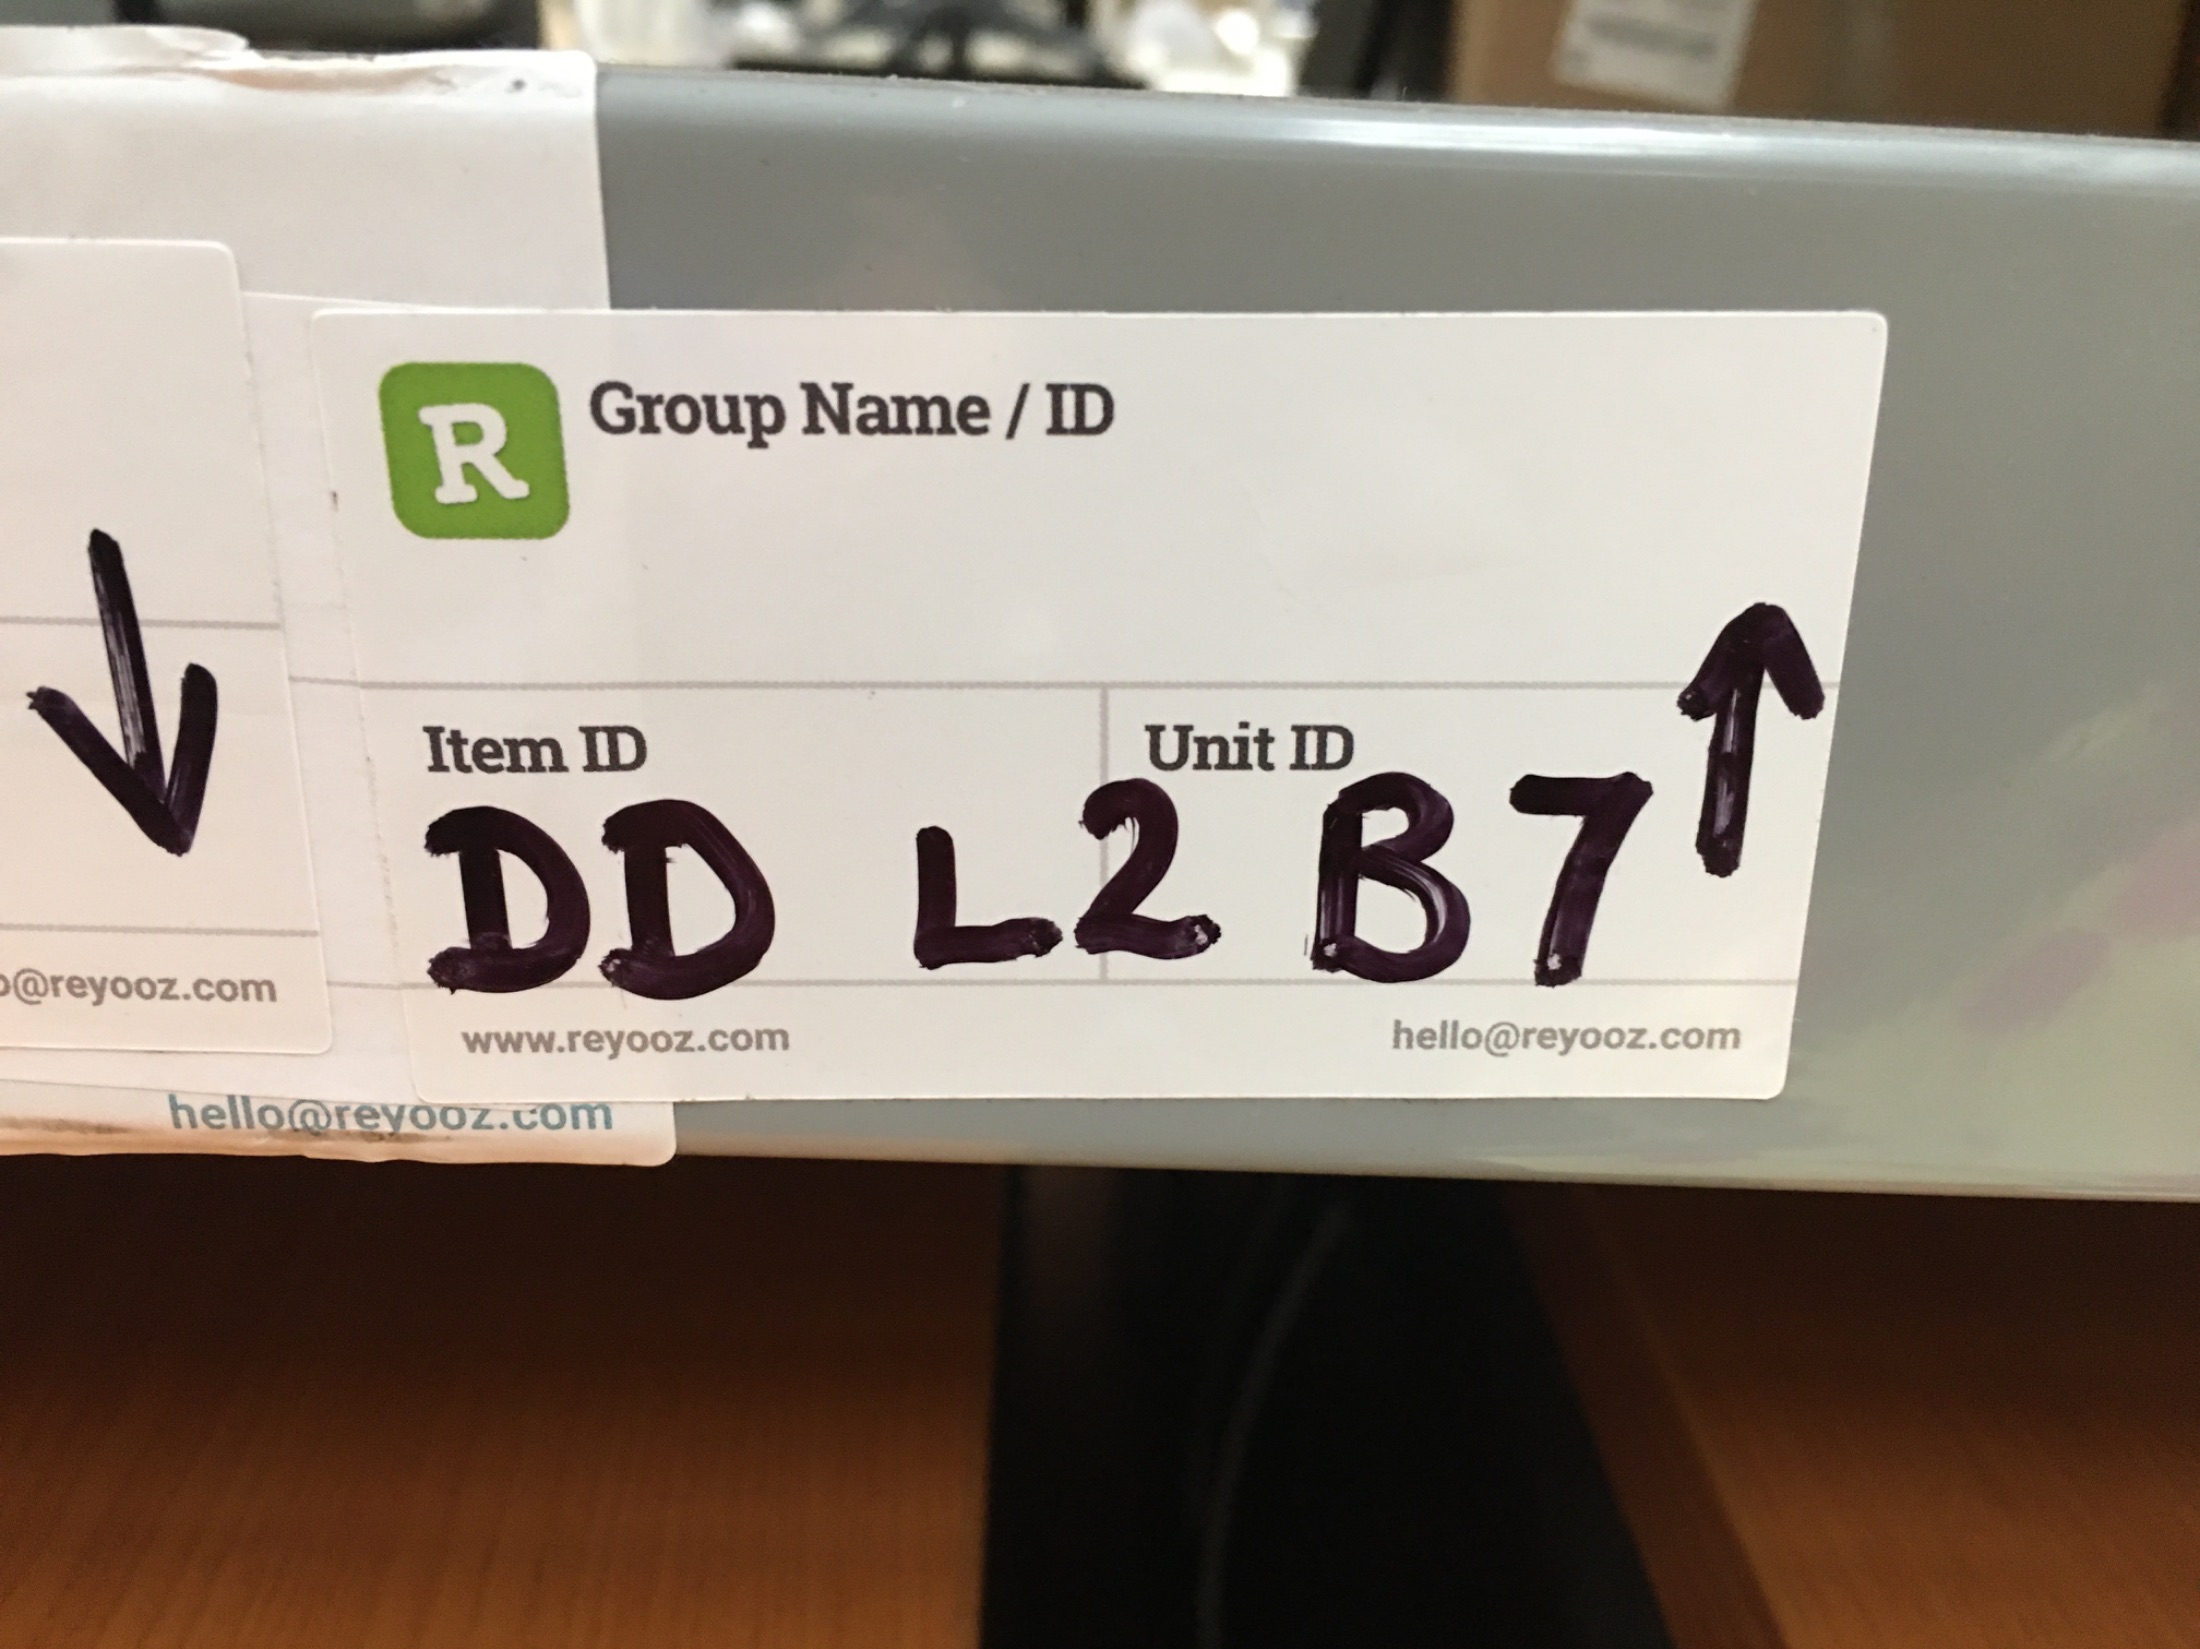 R Group Name / ID
Item ID Unit ID
DD L2 B7 ↑
www.reyooz.com hello@reyooz.com
↓
@reyooz.com
hello@reyooz.com